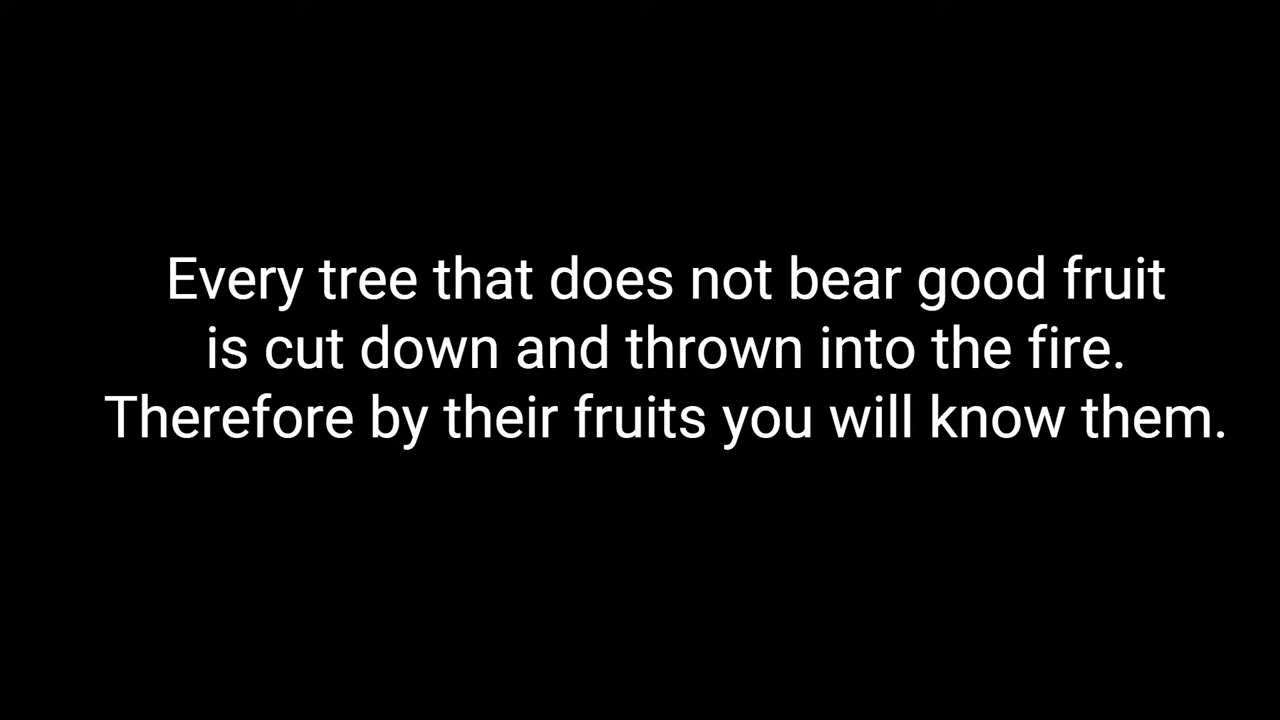 Every tree that does not bear good fruit
is cut down and thrown into the fire.
Therefore by their fruits you will know them.